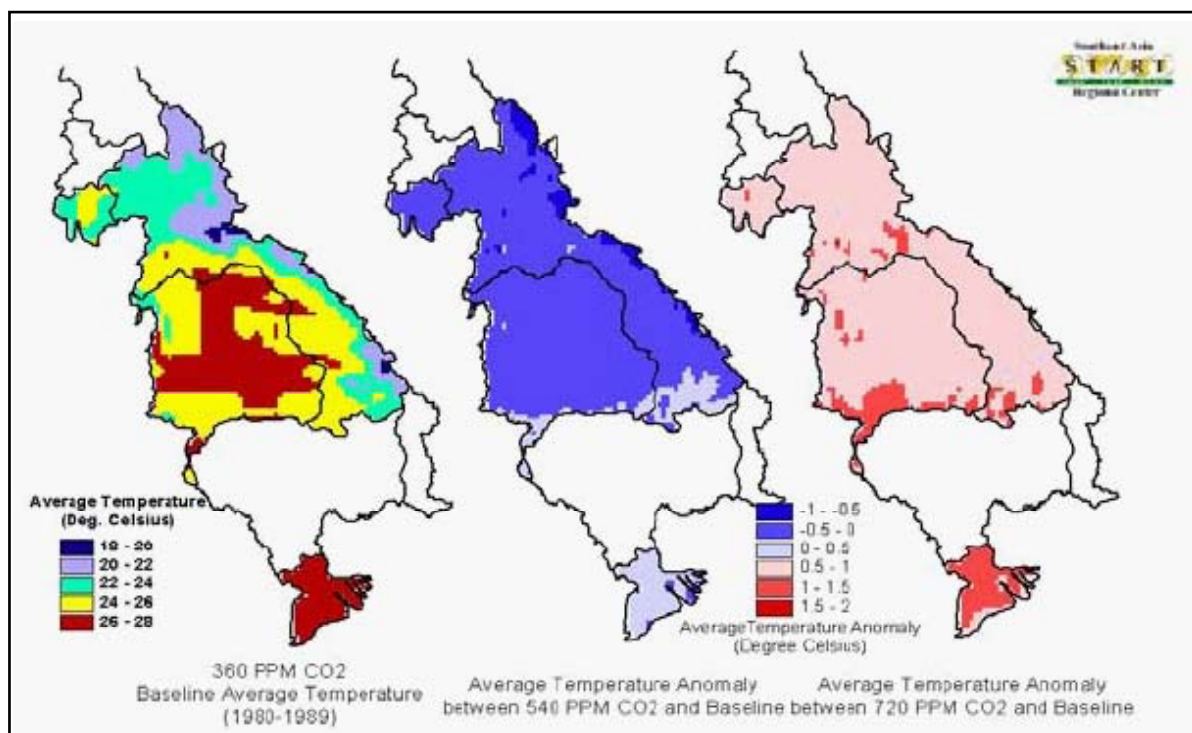 Southeast Asia
START
Regional Center
Average Temperature
(Deg. Celsius)
18 - 20
20 - 22
22 - 24
24 - 26
26 - 28
-1 - -0.5
-0.5 - 0
0 - 0.5
0.5 - 1
1 - 1.5
1.5 - 2
Average Temperature Anomaly
(Degree Celsius)
360 PPM CO2
Baseline Average Temperature
(1980-1989)
Average Temperature Anomaly
between 540 PPM CO2 and Baseline
Average Temperature Anomaly
between 720 PPM CO2 and Baseline